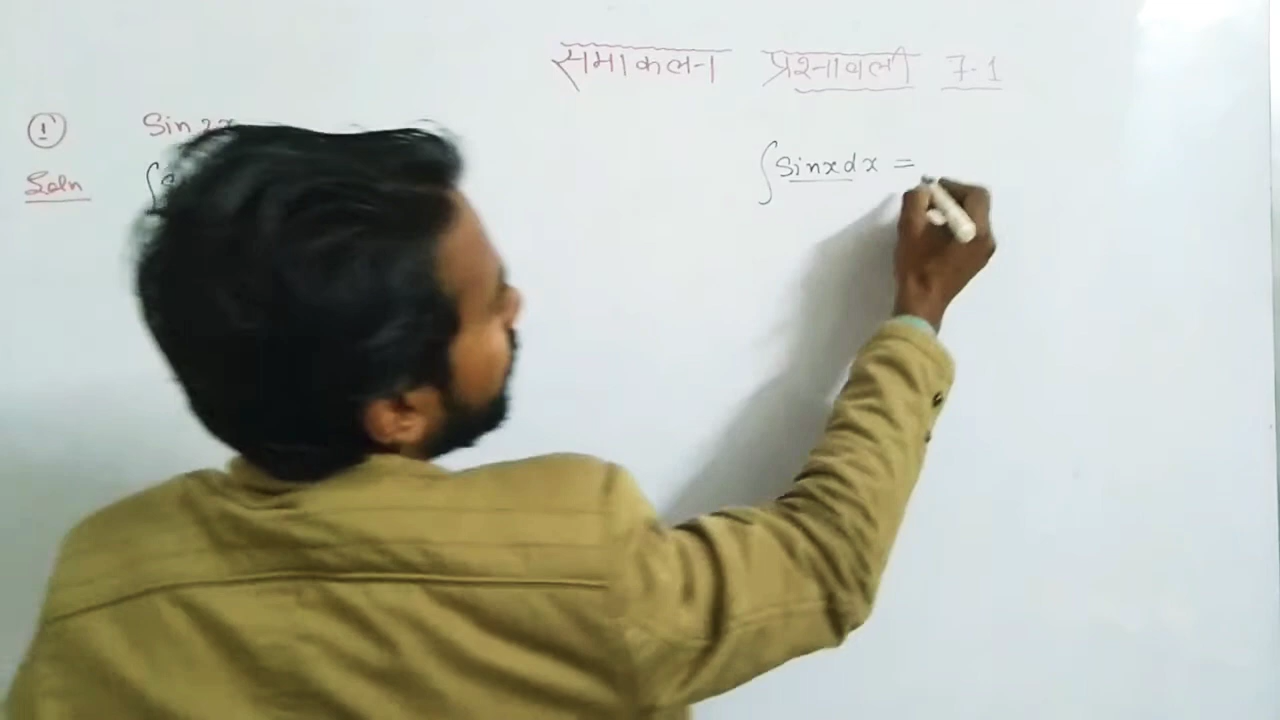 समाकलन प्रश्नावली 7.1
① Sin 2x
Soln ∫S
∫Sinx dx =